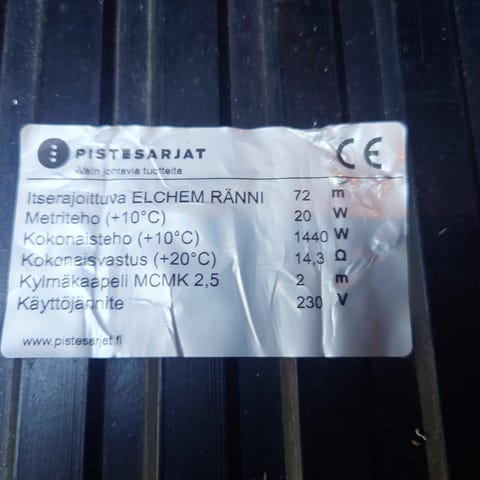 PISTESARJAT
-Vain johtavia tuotteita
CE
Itserajoittuva ELCHEM RÄNNI 72 m
Metriteho (+10°C) 20 W
Kokonaisteho (+10°C) 1440 W
Kokonaisvastus (+20°C) 14,3 Ω
Kylmäkaapeli MCMK 2,5 2 m
Käyttöjännite 230 V
www.pistesarjat.fi